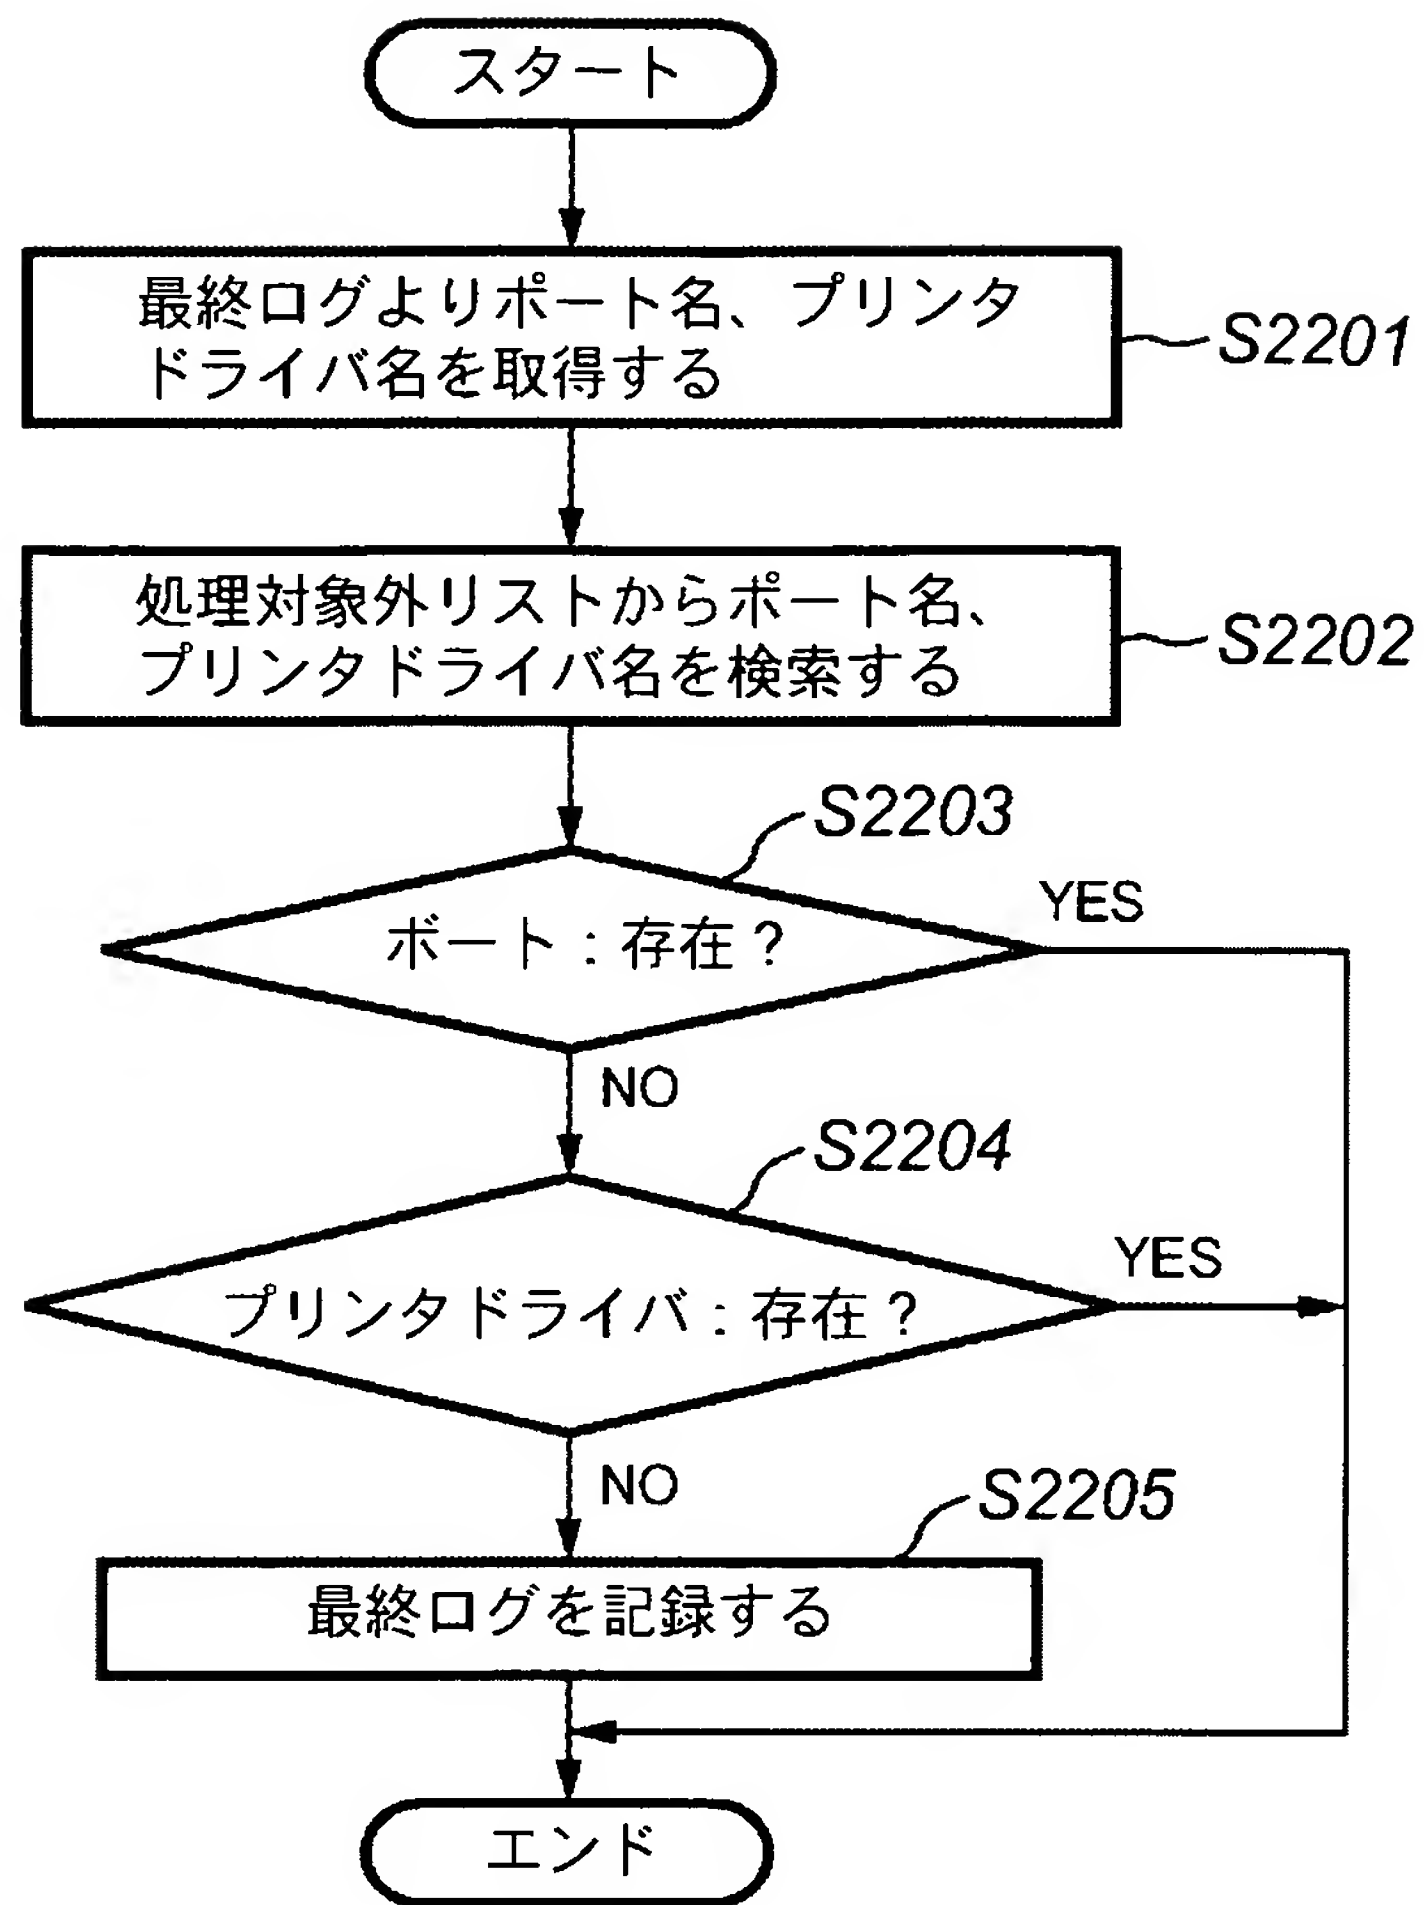 スタート
最終ログよりポート名、プリンタ
ドライバ名を取得する
S2201
処理対象外リストからポート名、
プリンタドライバ名を検索する
S2202
S2203
ポート：存在？
YES
NO
S2204
プリンタドライバ：存在？
YES
NO
S2205
最終ログを記録する
エンド